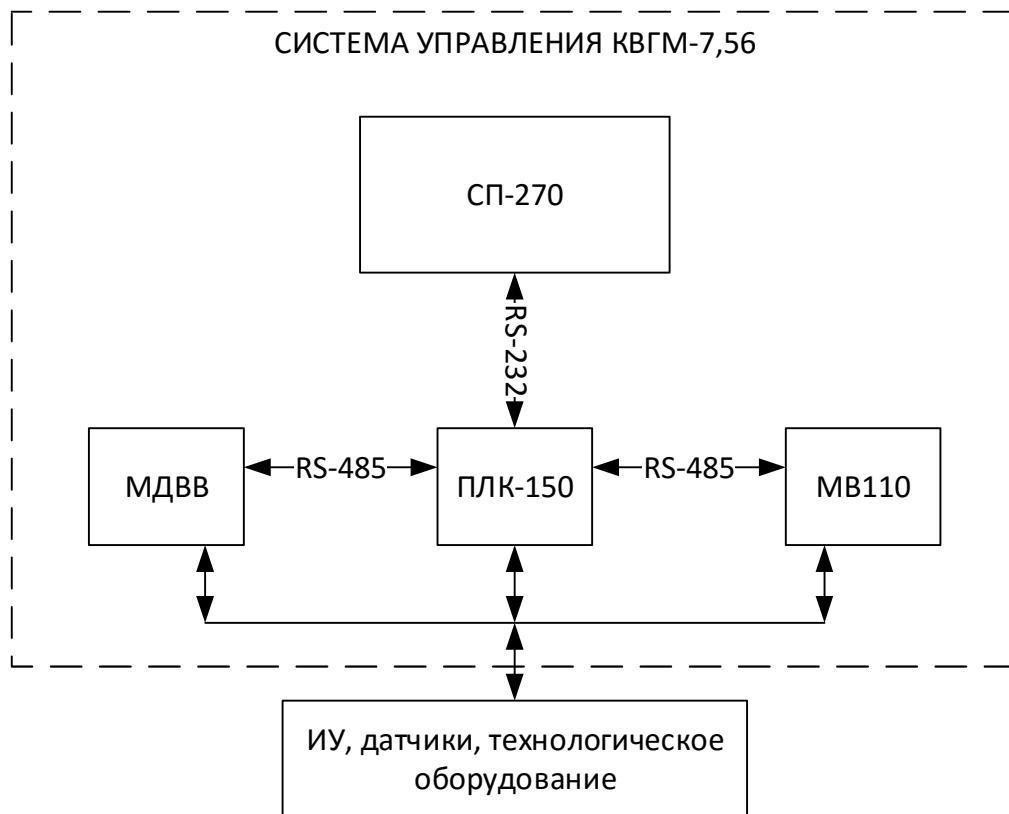 СИСТЕМА УПРАВЛЕНИЯ КВГМ-7,56
СП-270
RS-232
МДВВ
RS-485
ПЛК-150
RS-485
МВ110
ИУ, датчики, технологическое
оборудование